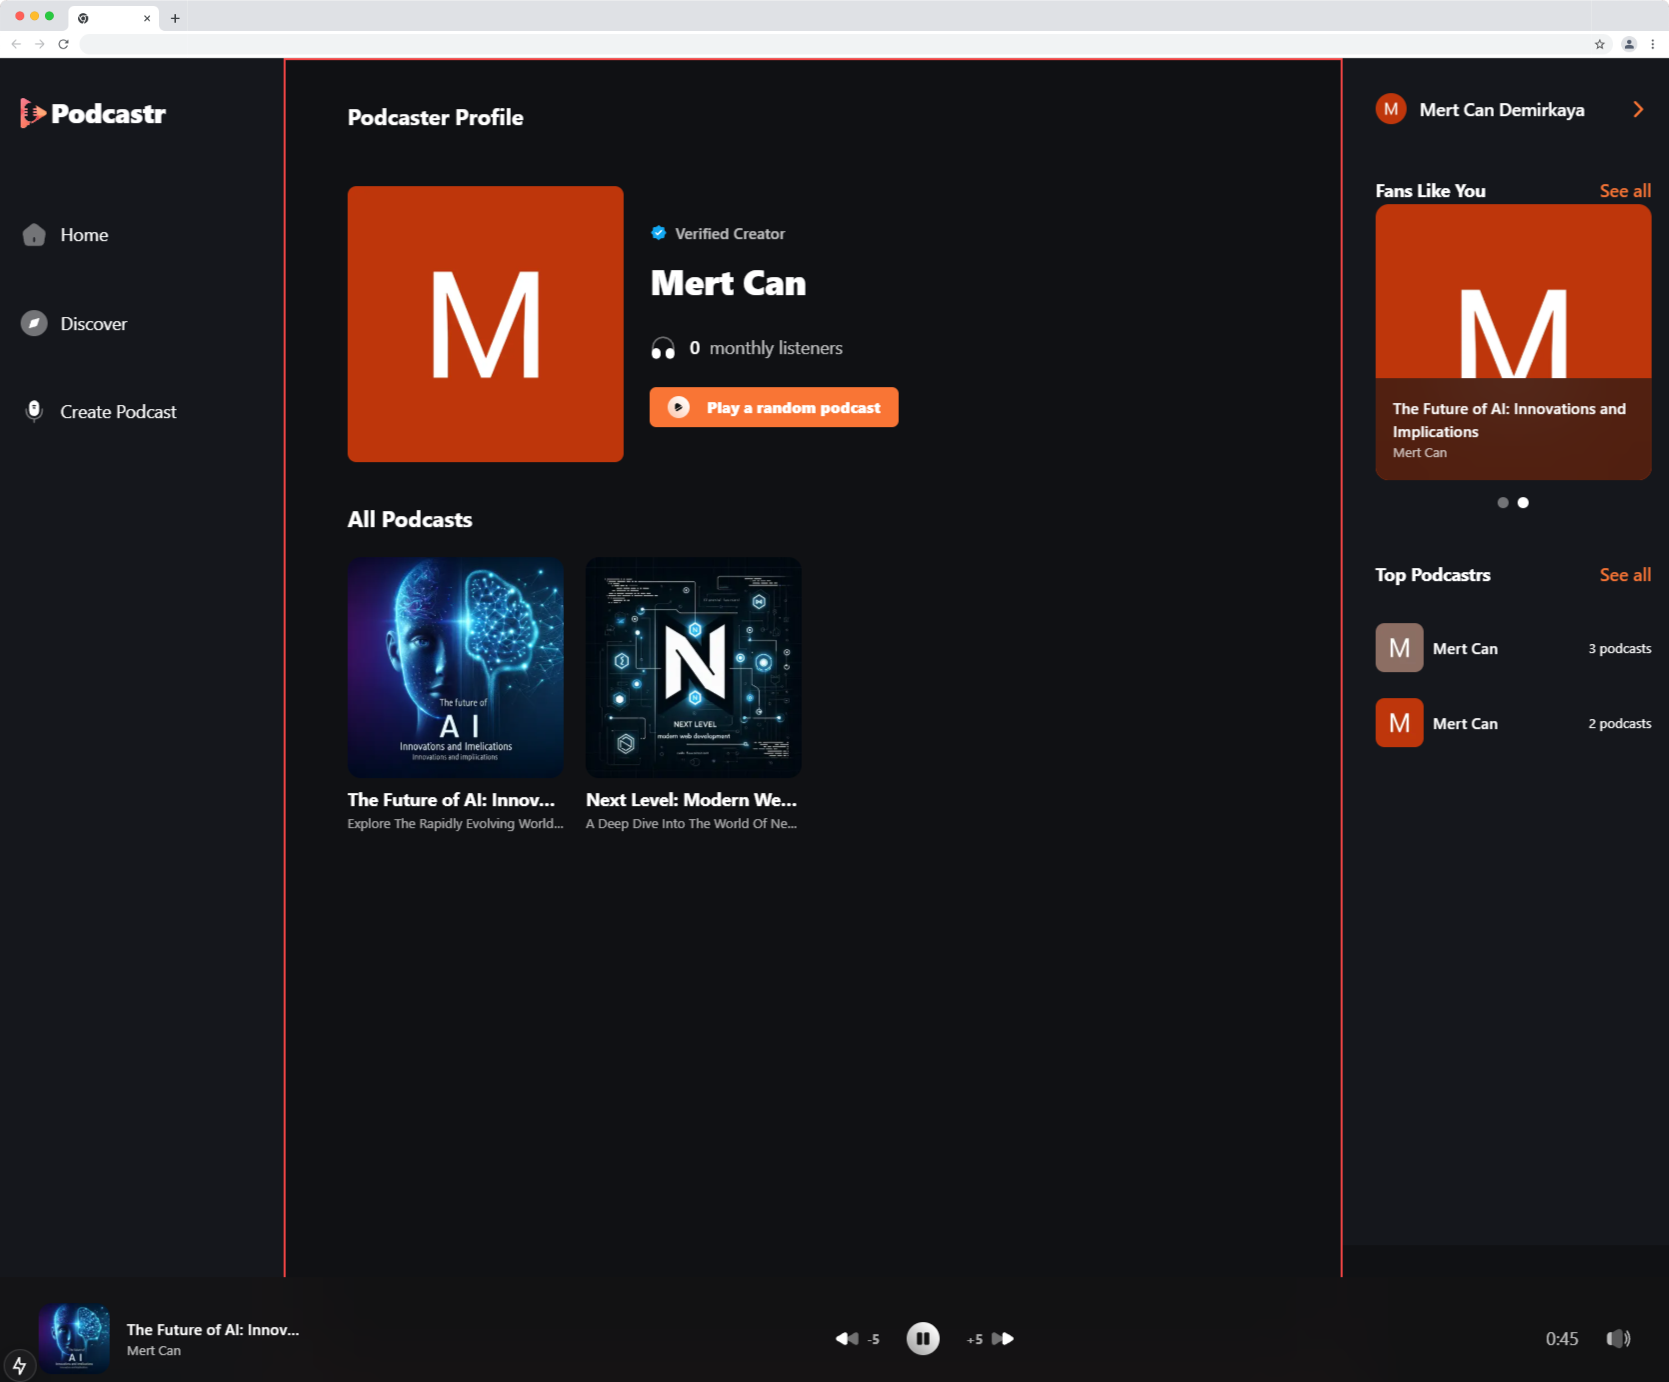 Podcastr
Home
Discover
Create Podcast
Podcaster Profile
M
Verified Creator
Mert Can
0 monthly listeners
Play a random podcast
All Podcasts
The future of
AI
Innovations and Imelications
Innovations and implications
The Future of AI: Innov...
Explore The Rapidly Evolving World...
N
NEXT LEVEL
modern web development
Next Level: Modern We...
A Deep Dive Into The World Of Ne...
M
Mert Can Demirkaya
Fans Like You
See all
M
The Future of AI: Innovations and
Implications
Mert Can
Top Podcastrs
See all
M
Mert Can
3 podcasts
M
Mert Can
2 podcasts
AI
The Future of AI: Innov...
Mert Can
-5
+5
0:45